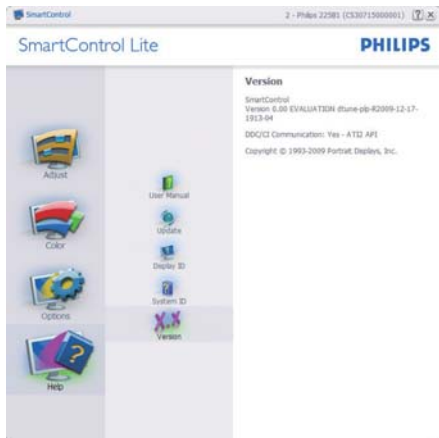 SmartControl
2 - Philips 225B1 (CS30715000001)
SmartControl Lite
PHILIPS
Adjust
Color
Options
Help
User Manual
Update
Display ID
System ID
Version
Version
SmartControl
Version 0.00 EVALUATION dtune-plp-R2009-12-17-
1913-04
DDC/CI Communication: Yes - ATI2 API
Copyright © 1993-2009 Portrait Displays, Inc.